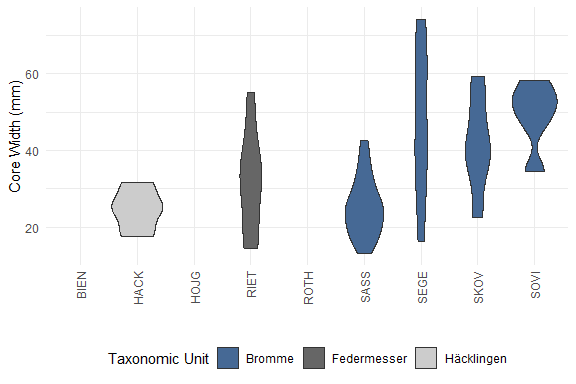 Core Width (mm)
60
40
20
BIEN
HACK
HOJG
RIET
ROTH
SASS
SEGE
SKOV
SOVI
Taxonomic Unit
Bromme
Federmesser
Häcklingen